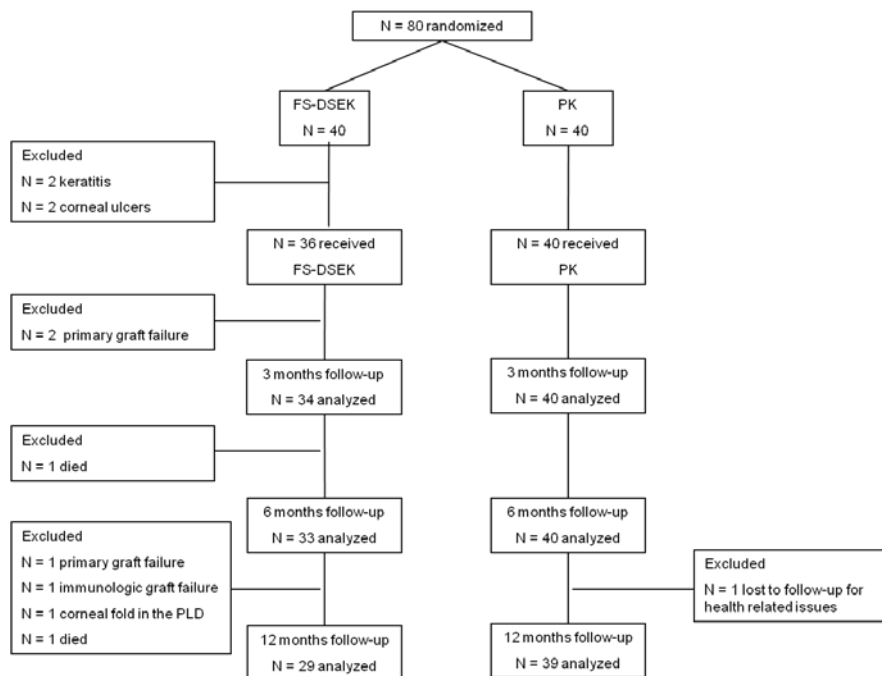 N = 80 randomized
FS-DSEK
N = 40
PK
N = 40
Excluded
N = 2 keratitis
N = 2 corneal ulcers
N = 36 received
FS-DSEK
N = 40 received
PK
Excluded
N = 2 primary graft failure
3 months follow-up
N = 34 analyzed
3 months follow-up
N = 40 analyzed
Excluded
N = 1 died
6 months follow-up
N = 33 analyzed
6 months follow-up
N = 40 analyzed
Excluded
N = 1 primary graft failure
N = 1 immunologic graft failure
N = 1 corneal fold in the PLD
N = 1 died
Excluded
N = 1 lost to follow-up for
health related issues
12 months follow-up
N = 29 analyzed
12 months follow-up
N = 39 analyzed